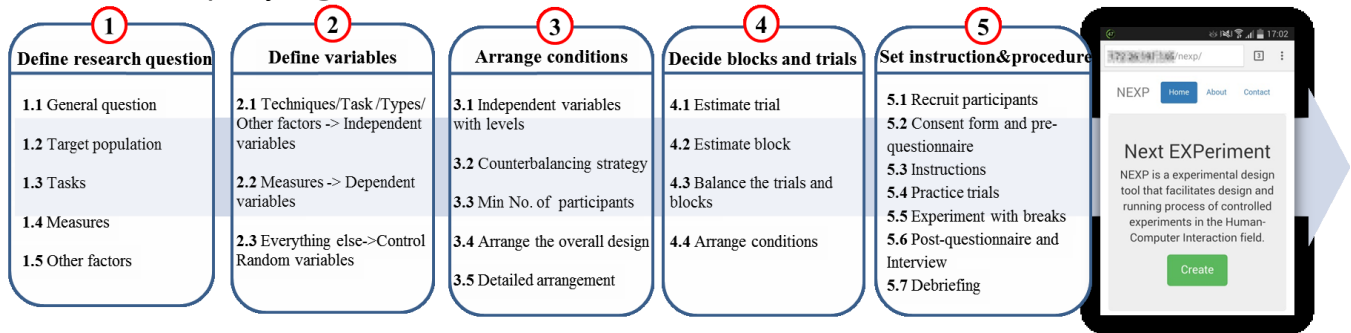 1
Define research question
1.1 General question
1.2 Target population
1.3 Tasks
1.4 Measures
1.5 Other factors
2
Define variables
2.1 Techniques/Task /Types/
Other factors -> Independent
variables
2.2 Measures -> Dependent
variables
2.3 Everything else->Control
Random variables
3
Arrange conditions
3.1 Independent variables
with levels
3.2 Counterbalancing strategy
3.3 Min No. of participants
3.4 Arrange the overall design
3.5 Detailed arrangement
4
Decide blocks and trials
4.1 Estimate trial
4.2 Estimate block
4.3 Balance the trials and
blocks
4.4 Arrange conditions
5
Set instruction&procedure
5.1 Recruit participants
5.2 Consent form and pre-
questionnaire
5.3 Instructions
5.4 Practice trials
5.5 Experiment with breaks
5.6 Post-questionnaire and
Interview
5.7 Debriefing
17:02
/nexp/
NEXP Home About Contact
Next EXPeriment
NEXP is a experimental design
tool that facilitates design and
running process of controlled
experiments in the Human-
Computer Interaction field.
Create